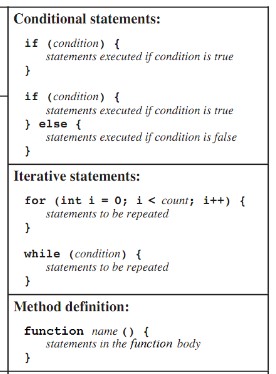 Conditional statements:
if (condition) {
statements executed if condition is true
}
if (condition) {
statements executed if condition is true
} else {
statements executed if condition is false
}
Iterative statements:
for (int i = 0; i < count; i++) {
statements to be repeated
}
while (condition) {
statements to be repeated
}
Method definition:
function name () {
statements in the function body
}